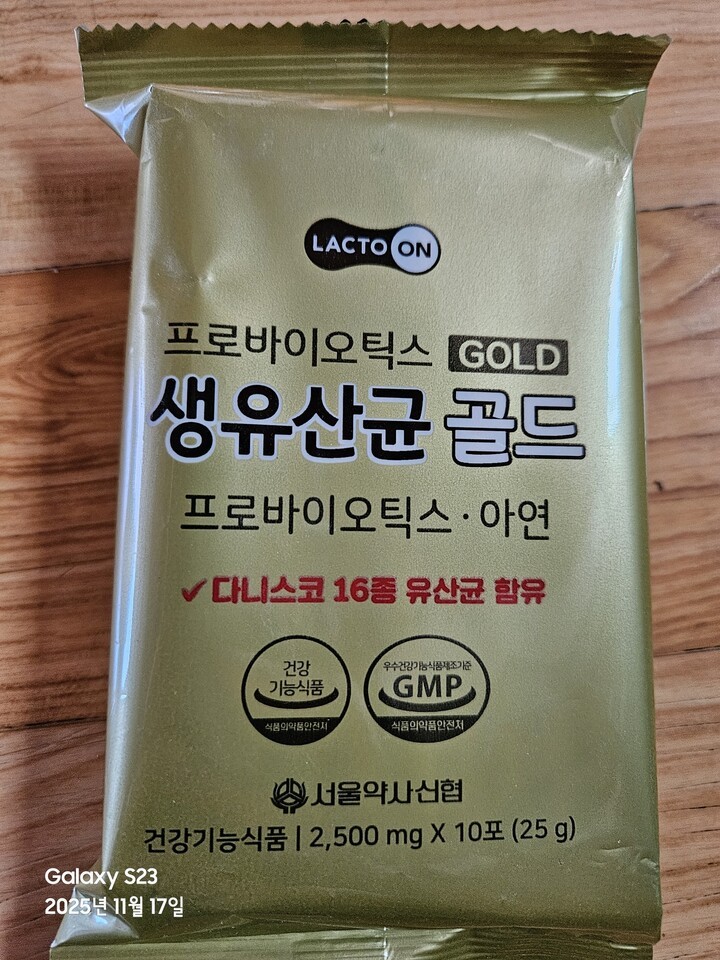 LACTO ON
프로바이오틱스 GOLD
생유산균 골드
프로바이오틱스 · 아연
✓ 다니스코 16종 유산균 함유
건강
기능식품
식품의약품안전처
우수건강기능식품제조기준
GMP
식품의약품안전처
서울약사신협
건강기능식품 | 2,500 mg X 10포 (25 g)
Galaxy S23
2025년 11월 17일